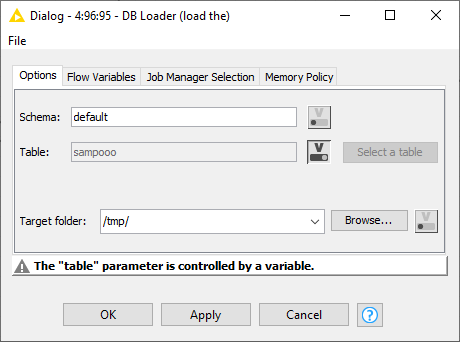 Dialog - 4:96:95 - DB Loader (load the)
File
Options Flow Variables Job Manager Selection Memory Policy
Schema: default V
Table: sampooo V Select a table
Target folder: /tmp/ Browse... V
The "table" parameter is controlled by a variable.
OK Apply Cancel ?